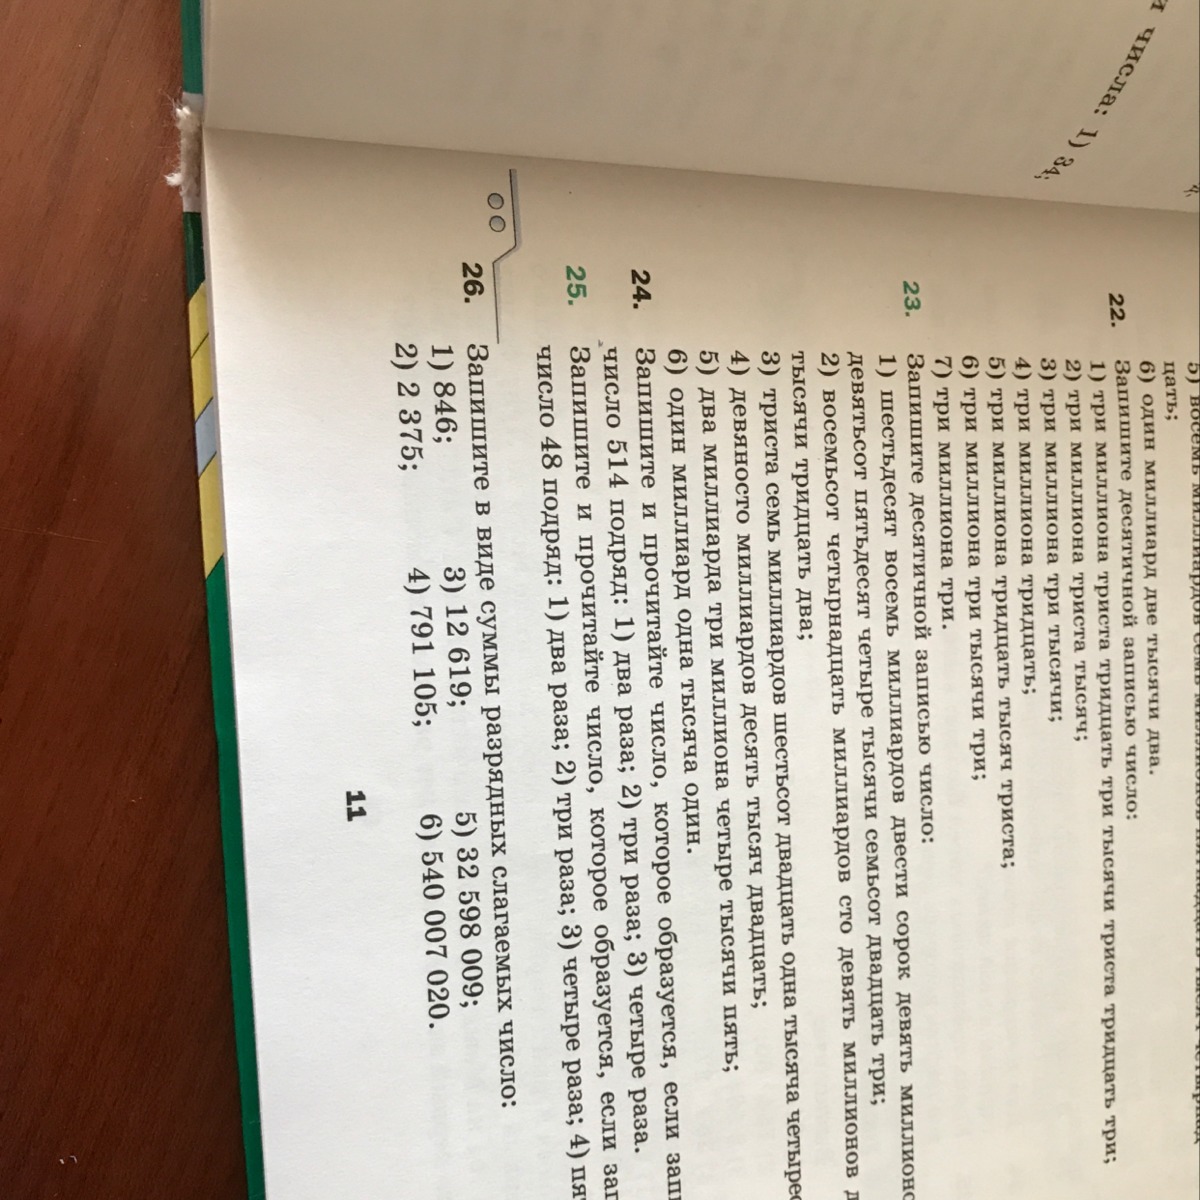 и числа: 1) 34;
5) восемь миллиардов семь
6) один миллиард две тысячи два.
цать;
22. Запишите десятичной записью число:
1) три миллиона триста тридцать три тысячи триста тридцать три;
2) три миллиона триста тысяч;
3) три миллиона три тысячи;
4) три миллиона тридцать;
5) три миллиона тридцать тысяч триста;
6) три миллиона три тысячи три;
7) три миллиона три.
23. Запишите десятичной записью число:
1) шестьдесят восемь миллиардов двести сорок девять миллионо
девятьсот пятьдесят четыре тысячи семьсот двадцать три;
2) восемьсот четырнадцать миллиардов сто девять миллионов д
тысячи тридцать два;
3) триста семь миллиардов шестьсот двадцать одна тысяча четырес
4) девяносто миллиардов десять тысяч двадцать;
5) два миллиарда три миллиона четыре тысячи пять;
6) один миллиард одна тысяча один.
24. Запишите и прочитайте число, которое образуется, если запи
число 514 подряд: 1) два раза; 2) три раза; 3) четыре раза.
25. Запишите и прочитайте число, которое образуется, если зап
число 48 подряд: 1) два раза; 2) три раза; 3) четыре раза; 4) пят
26. Запишите в виде суммы разрядных слагаемых число:
1) 846; 3) 12 619; 5) 32 598 009;
2) 2 375; 4) 791 105; 6) 540 007 020.
11